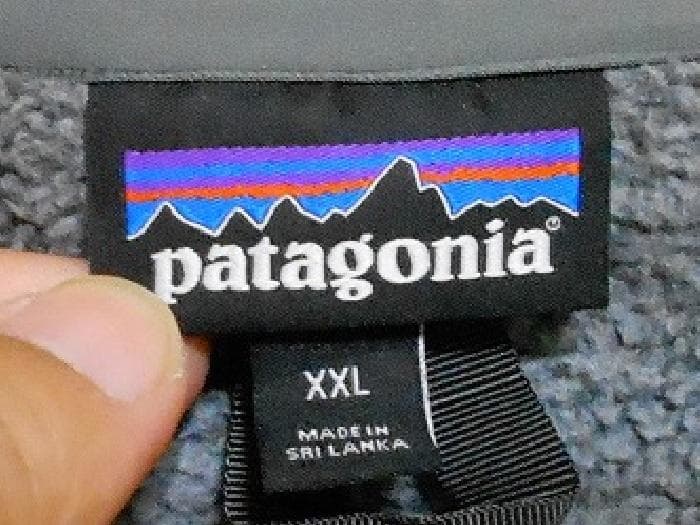 patagonia®
XXL
MADE IN
SRI LANKA